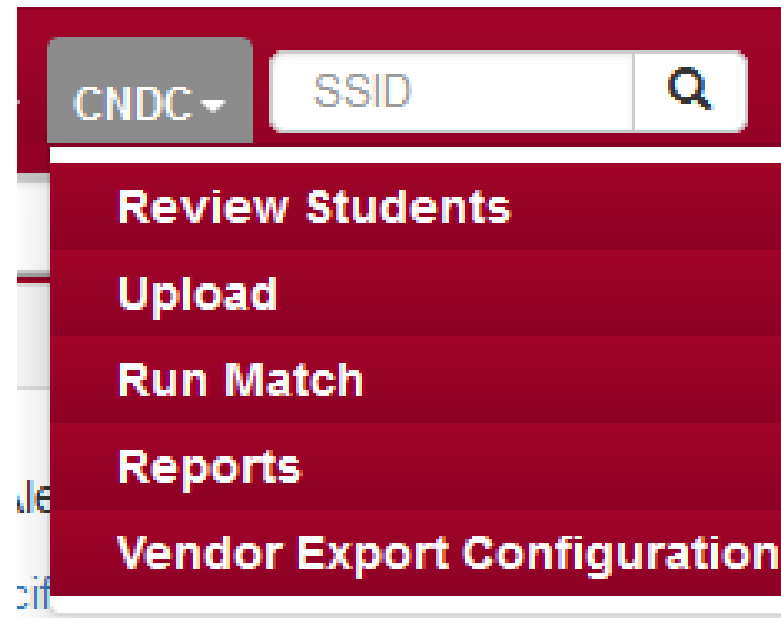 CNDC SSID
Review Students
Upload
Run Match
Reports
Vendor Export Configuration